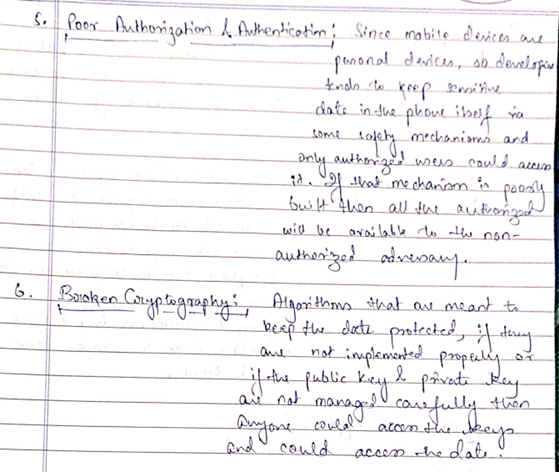 5. Poor Authorization & Authentication: Since mobile devices are
personal devices, so developer
tends to keep sensitive
date in the phone itself via
some safety mechanisms and
only authorized users could access
it. If that mechanism is poorly
built then all the authorized
will be available to the non-
authorized adversary.
6. Broken Cryptography: Algorithms that are meant to
keep the date protected, if they
are not implemented properly or
if the public key & private key
are not managed carefully then
anyone could access the keys
and could access the date.